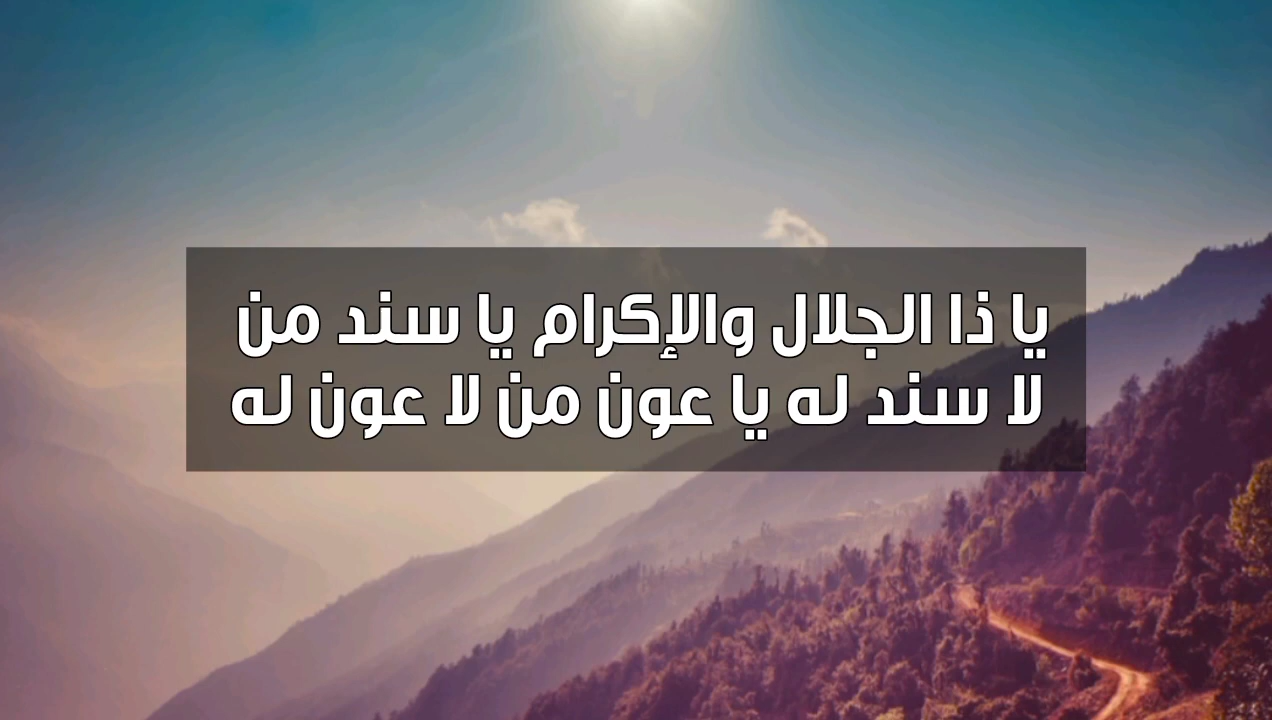 يا ذا الجلال والإكرام يا سند من
لا سند له يا عون من لا عون له